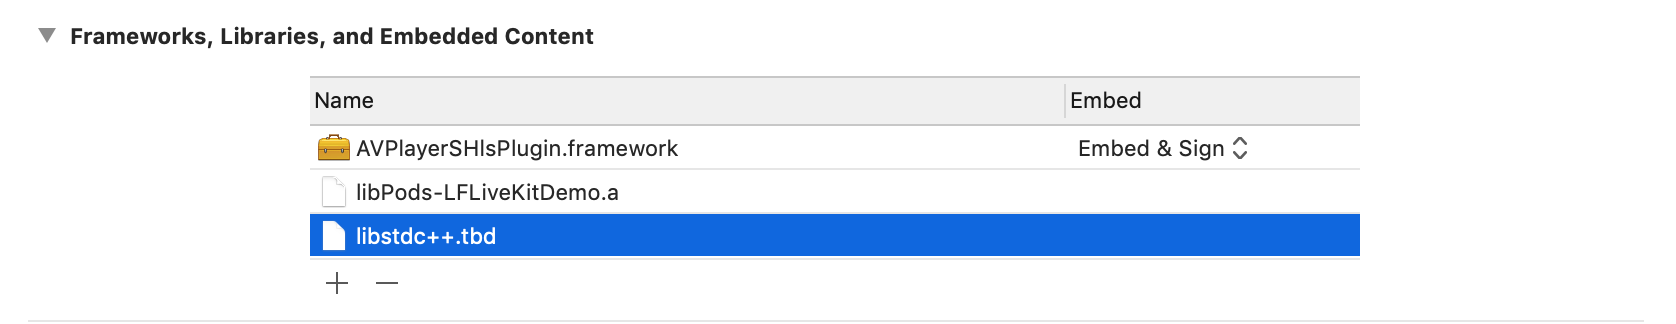 Frameworks, Libraries, and Embedded Content
Name Embed
AVPlayerSHlsPlugin.framework Embed & Sign
libPods-LFLiveKitDemo.a
libstdc++.tbd